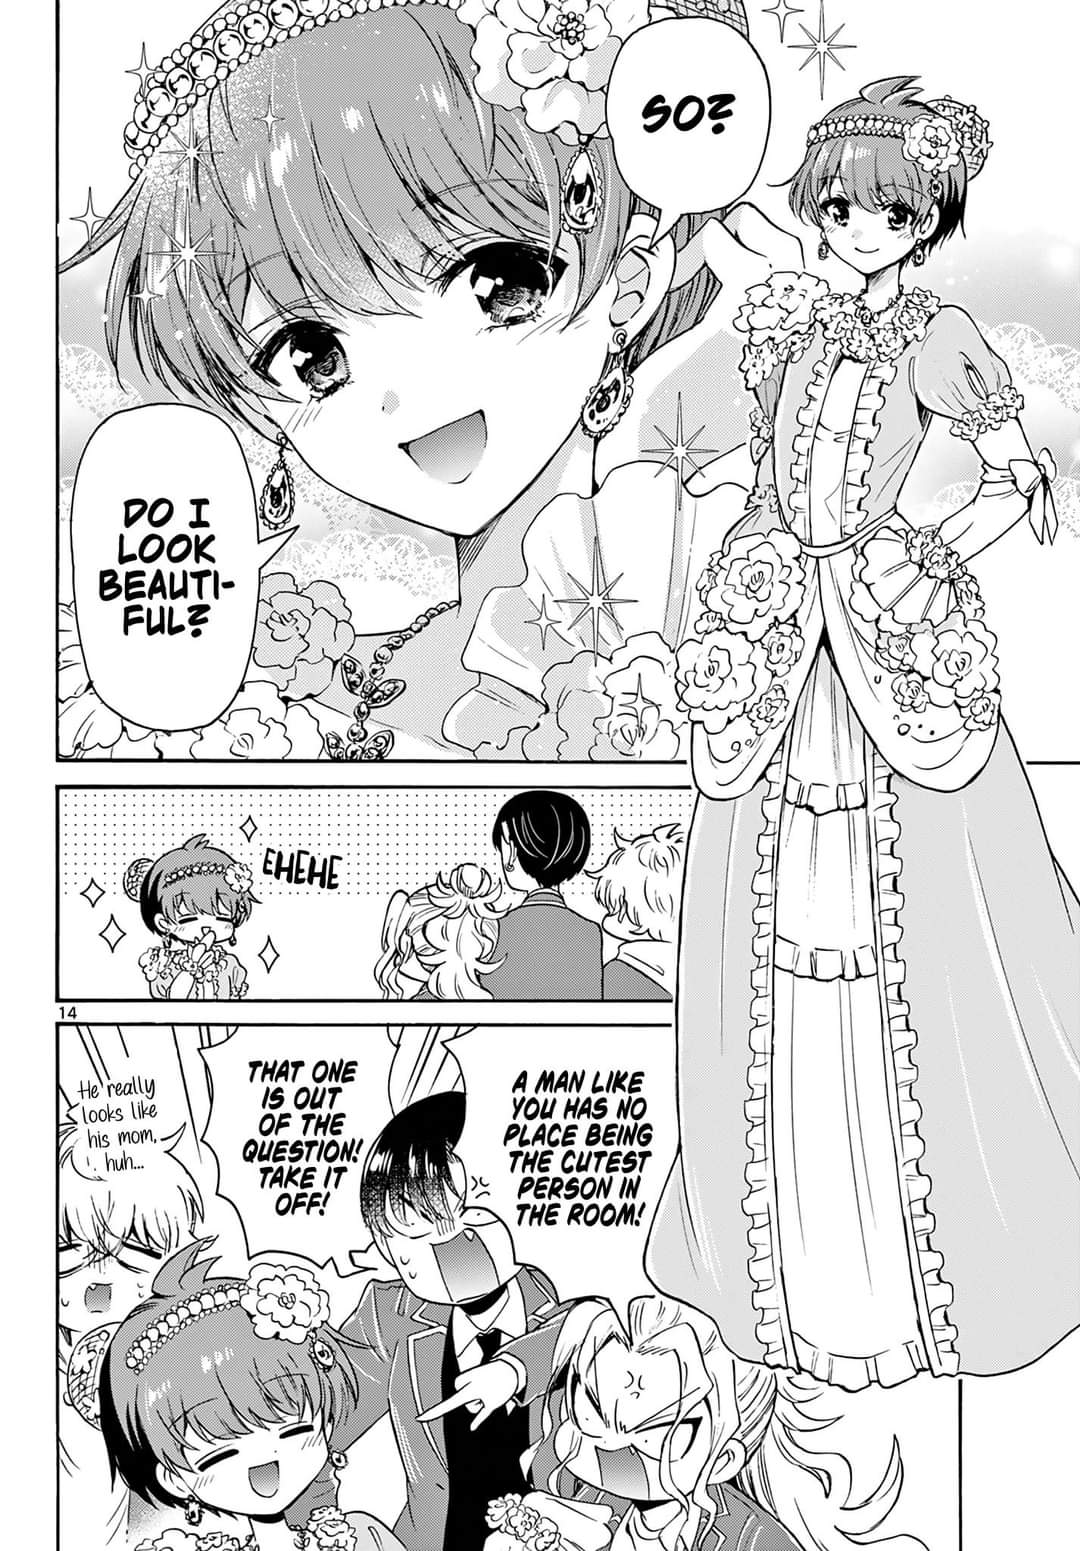 SO?
DO I
LOOK
BEAUTI-
FUL?
EHEHE
14
He really
looks like
his mom,
huh...
THAT ONE
IS OUT
OF THE
QUESTION!
TAKE IT
OFF!
A MAN LIKE
YOU HAS NO
PLACE BEING
THE CUTEST
PERSON IN
THE ROOM!